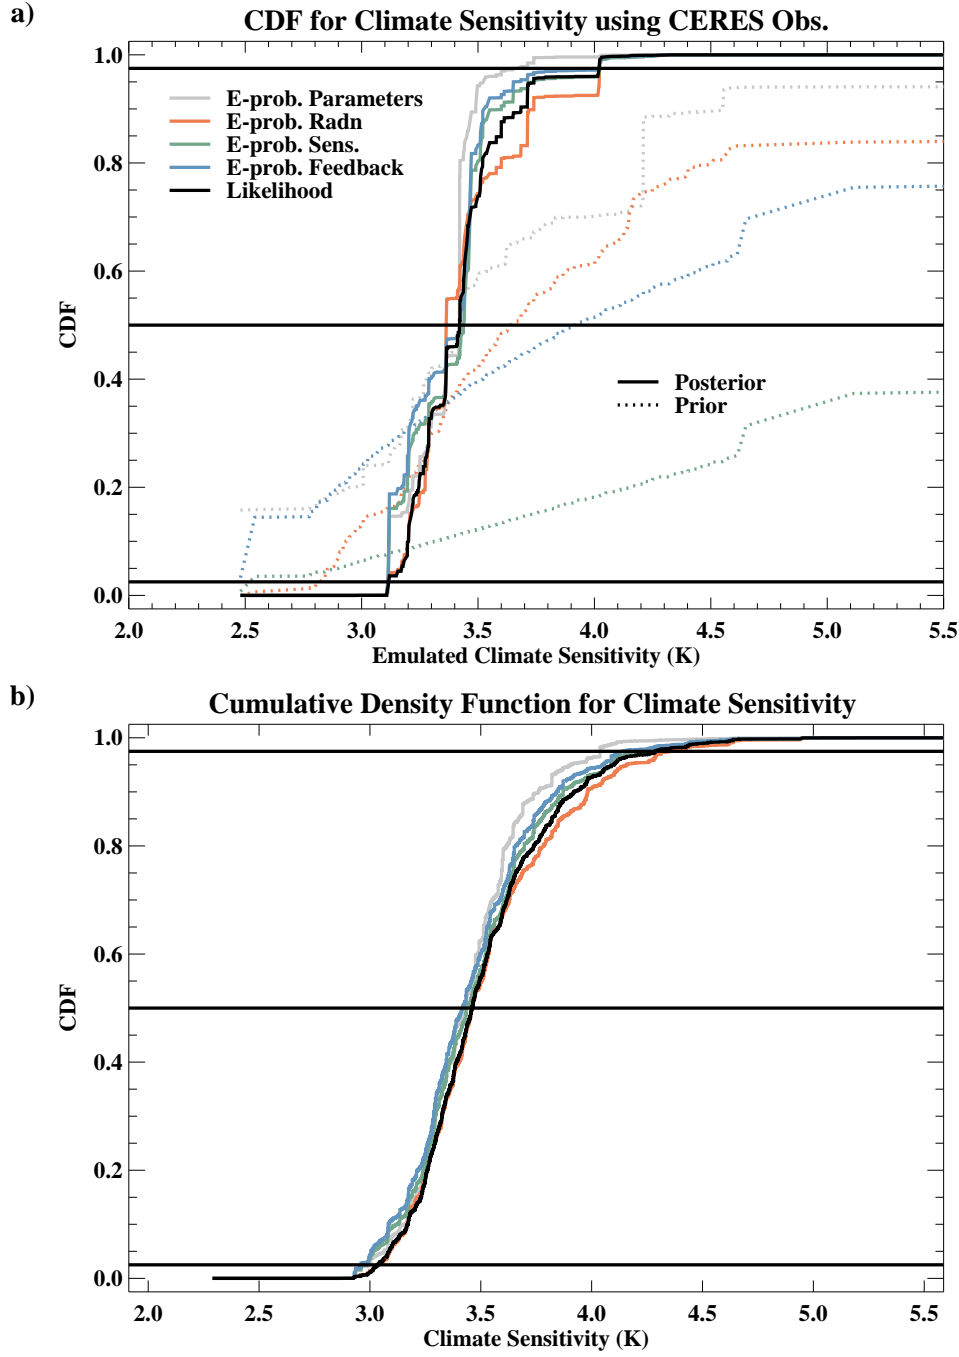 a)
CDF for Climate Sensitivity using CERES Obs.
1.0
0.8
0.6
0.4
0.2
0.0
CDF
E-prob. Parameters
E-prob. Radn
E-prob. Sens.
E-prob. Feedback
Likelihood
Posterior
Prior
2.0 2.5 3.0 3.5 4.0 4.5 5.0 5.5
Emulated Climate Sensitivity (K)
b)
Cumulative Density Function for Climate Sensitivity
1.0
0.8
0.6
0.4
0.2
0.0
CDF
2.0 2.5 3.0 3.5 4.0 4.5 5.0 5.5
Climate Sensitivity (K)